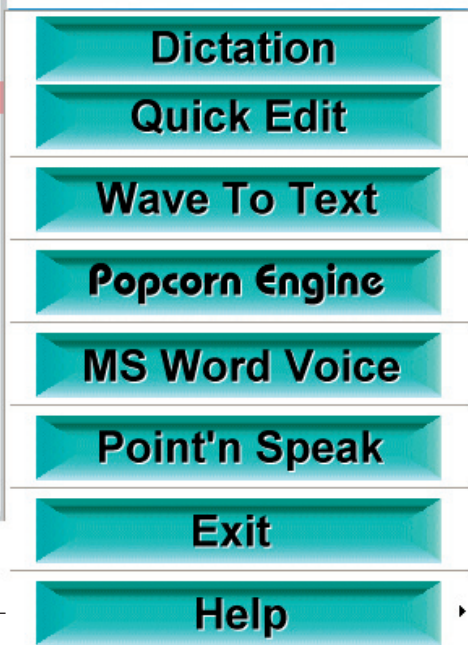 Dictation
Quick Edit
Wave To Text
Popcorn Engine
MS Word Voice
Point'n Speak
Exit
Help